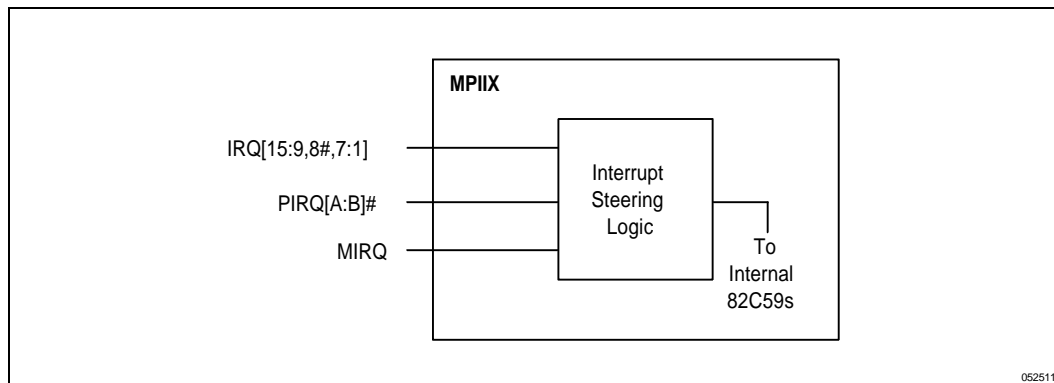 MPIIX
IRQ[15:9,8#,7:1]
PIRQ[A:B]#
MIRQ
Interrupt
Steering
Logic
To
Internal
82C59s
052511